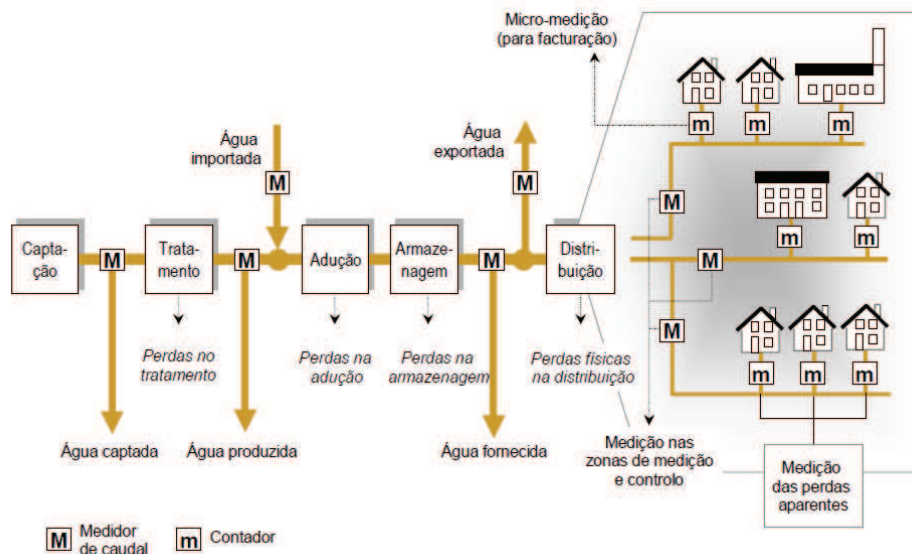 Micro-medição
(para facturação)
m
m
m
Água
importada
Água
exportada
M
M
M
m
m
Capta-
ção
M
Trata-
mento
M
Adução
Armaze-
nagem
M
Distri-
buição
M
M
Perdas no
tratamento
Perdas na
adução
Perdas na
armazenagem
Perdas físicas
na distribuição
m
m
m
Água captada
Água produzida
Água fornecida
Medição nas
zonas de medição
e controlo
Medição
das perdas
aparentes
M
Medidor
de caudal
m
Contador